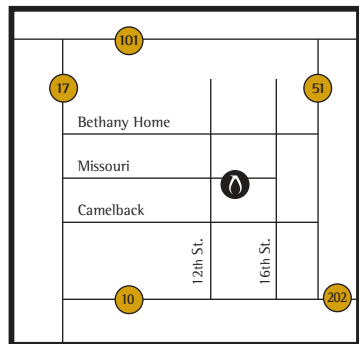 101
17
51
Bethany Home
Missouri
Camelback
12th St.
16th St.
10
202